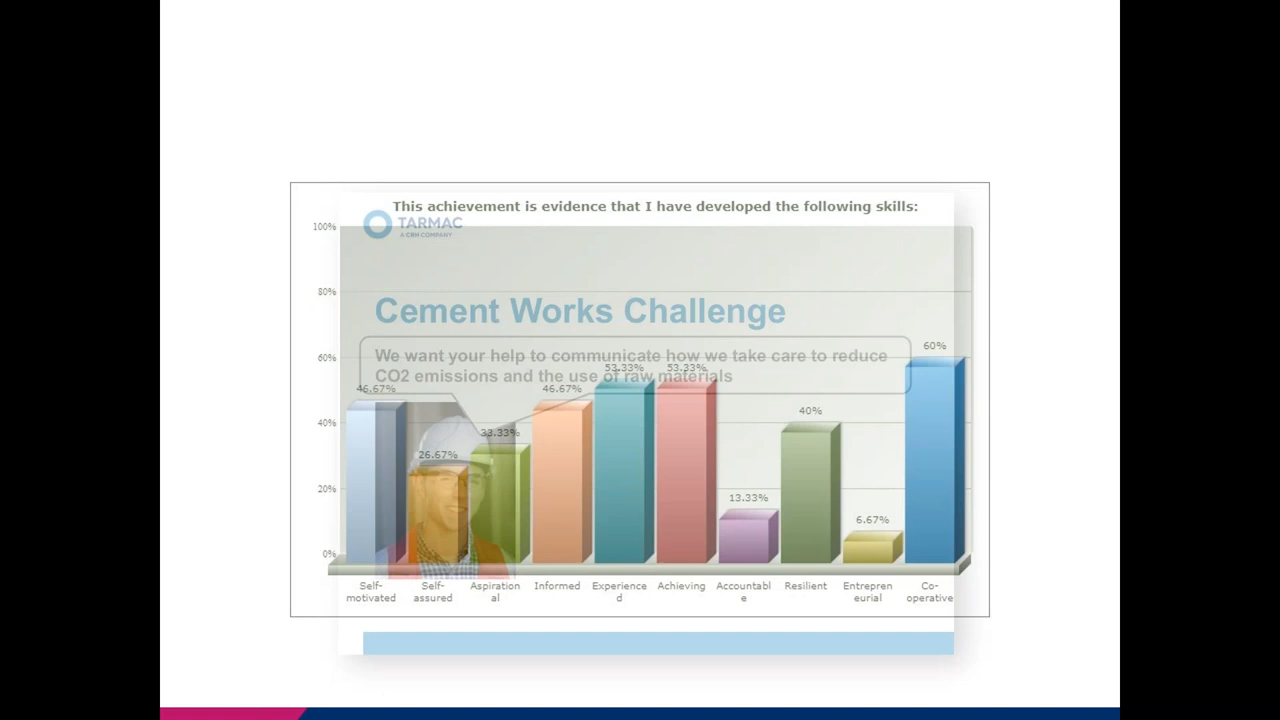 This achievement is evidence that I have developed the following skills:
TARMAC
A CRH COMPANY
100%
80%
60%
40%
20%
0%
Cement Works Challenge
We want your help to communicate how we take care to reduce
CO2 emissions and the use of raw materials
46.67%
26.67%
33.33%
46.67%
53.33%
53.33%
13.33%
40%
6.67%
60%
Self-
motivated
Self-
assured
Aspiration
al
Informed
Experience
d
Achieving
Accountabl
e
Resilient
Entrepren
eurial
Co-
operative